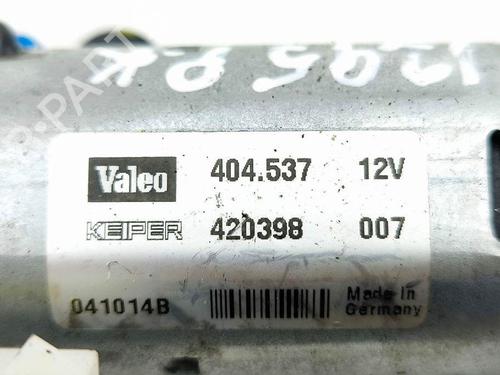 Valeo 404.537 12V
KEIPER 420398 007
041014B Made In
Germany